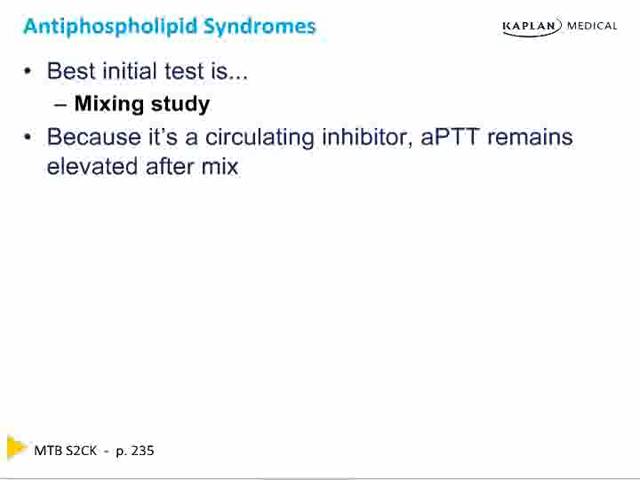 Antiphospholipid Syndromes
KAPLAN MEDICAL
• Best initial test is...
– Mixing study
• Because it's a circulating inhibitor, aPTT remains
elevated after mix
MTB S2CK - p. 235